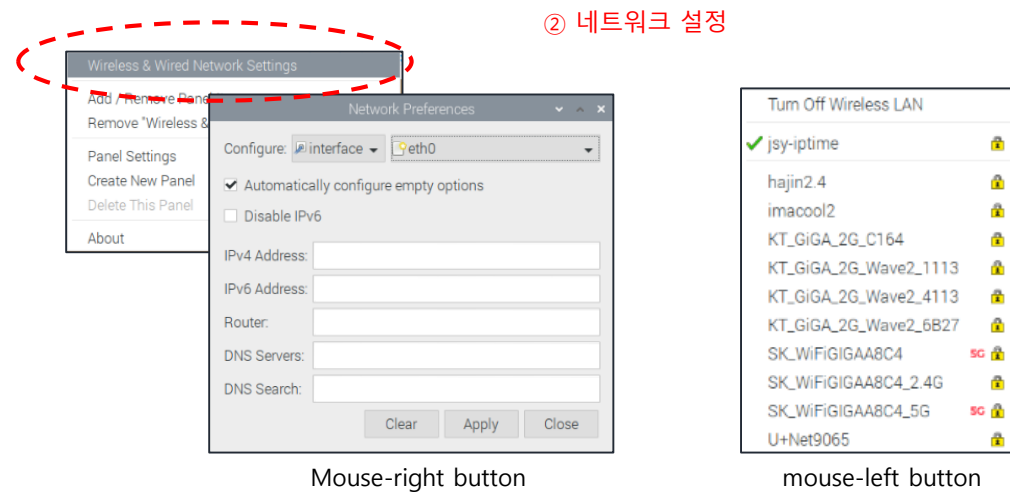 ② 네트워크 설정
Wireless & Wired Network Settings
Add / Remove Pane
Remove "Wireless &
Panel Settings
Create New Panel
Delete This Panel
About
Network Preferences
Configure: interface eth0
Automatically configure empty options
Disable IPv6
IPv4 Address:
IPv6 Address:
Router:
DNS Servers:
DNS Search:
Clear Apply Close
Mouse-right button
Turn Off Wireless LAN
jsy-iptime
hajin2.4
imacool2
KT_GiGA_2G_C164
KT_GiGA_2G_Wave2_1113
KT_GiGA_2G_Wave2_4113
KT_GiGA_2G_Wave2_6B27
SK_WiFiGIGAA8C4 5G
SK_WiFiGIGAA8C4_2.4G
SK_WiFiGIGAA8C4_5G 5G
U+Net9065
mouse-left button